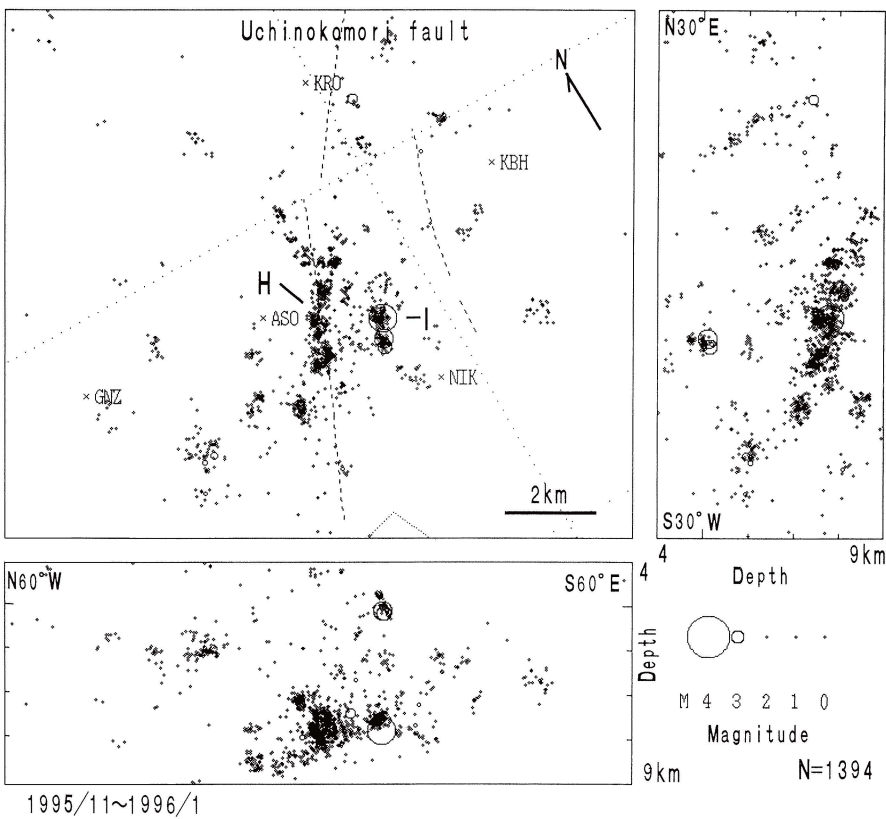 Uchinokomori fault
N
KRO
KBH
H
ASO
I
NIK
GNZ
2km
N30°E
S30°W
4
9km
Depth
N60°W
S60°E
4
Depth
9km
M 4 3 2 1 0
Magnitude
N=1394
1995/11~1996/1